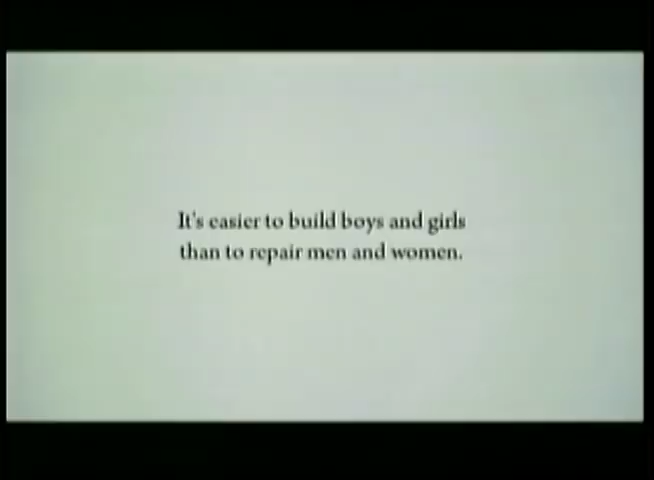 It's easier to build boys and girls
than to repair men and women.